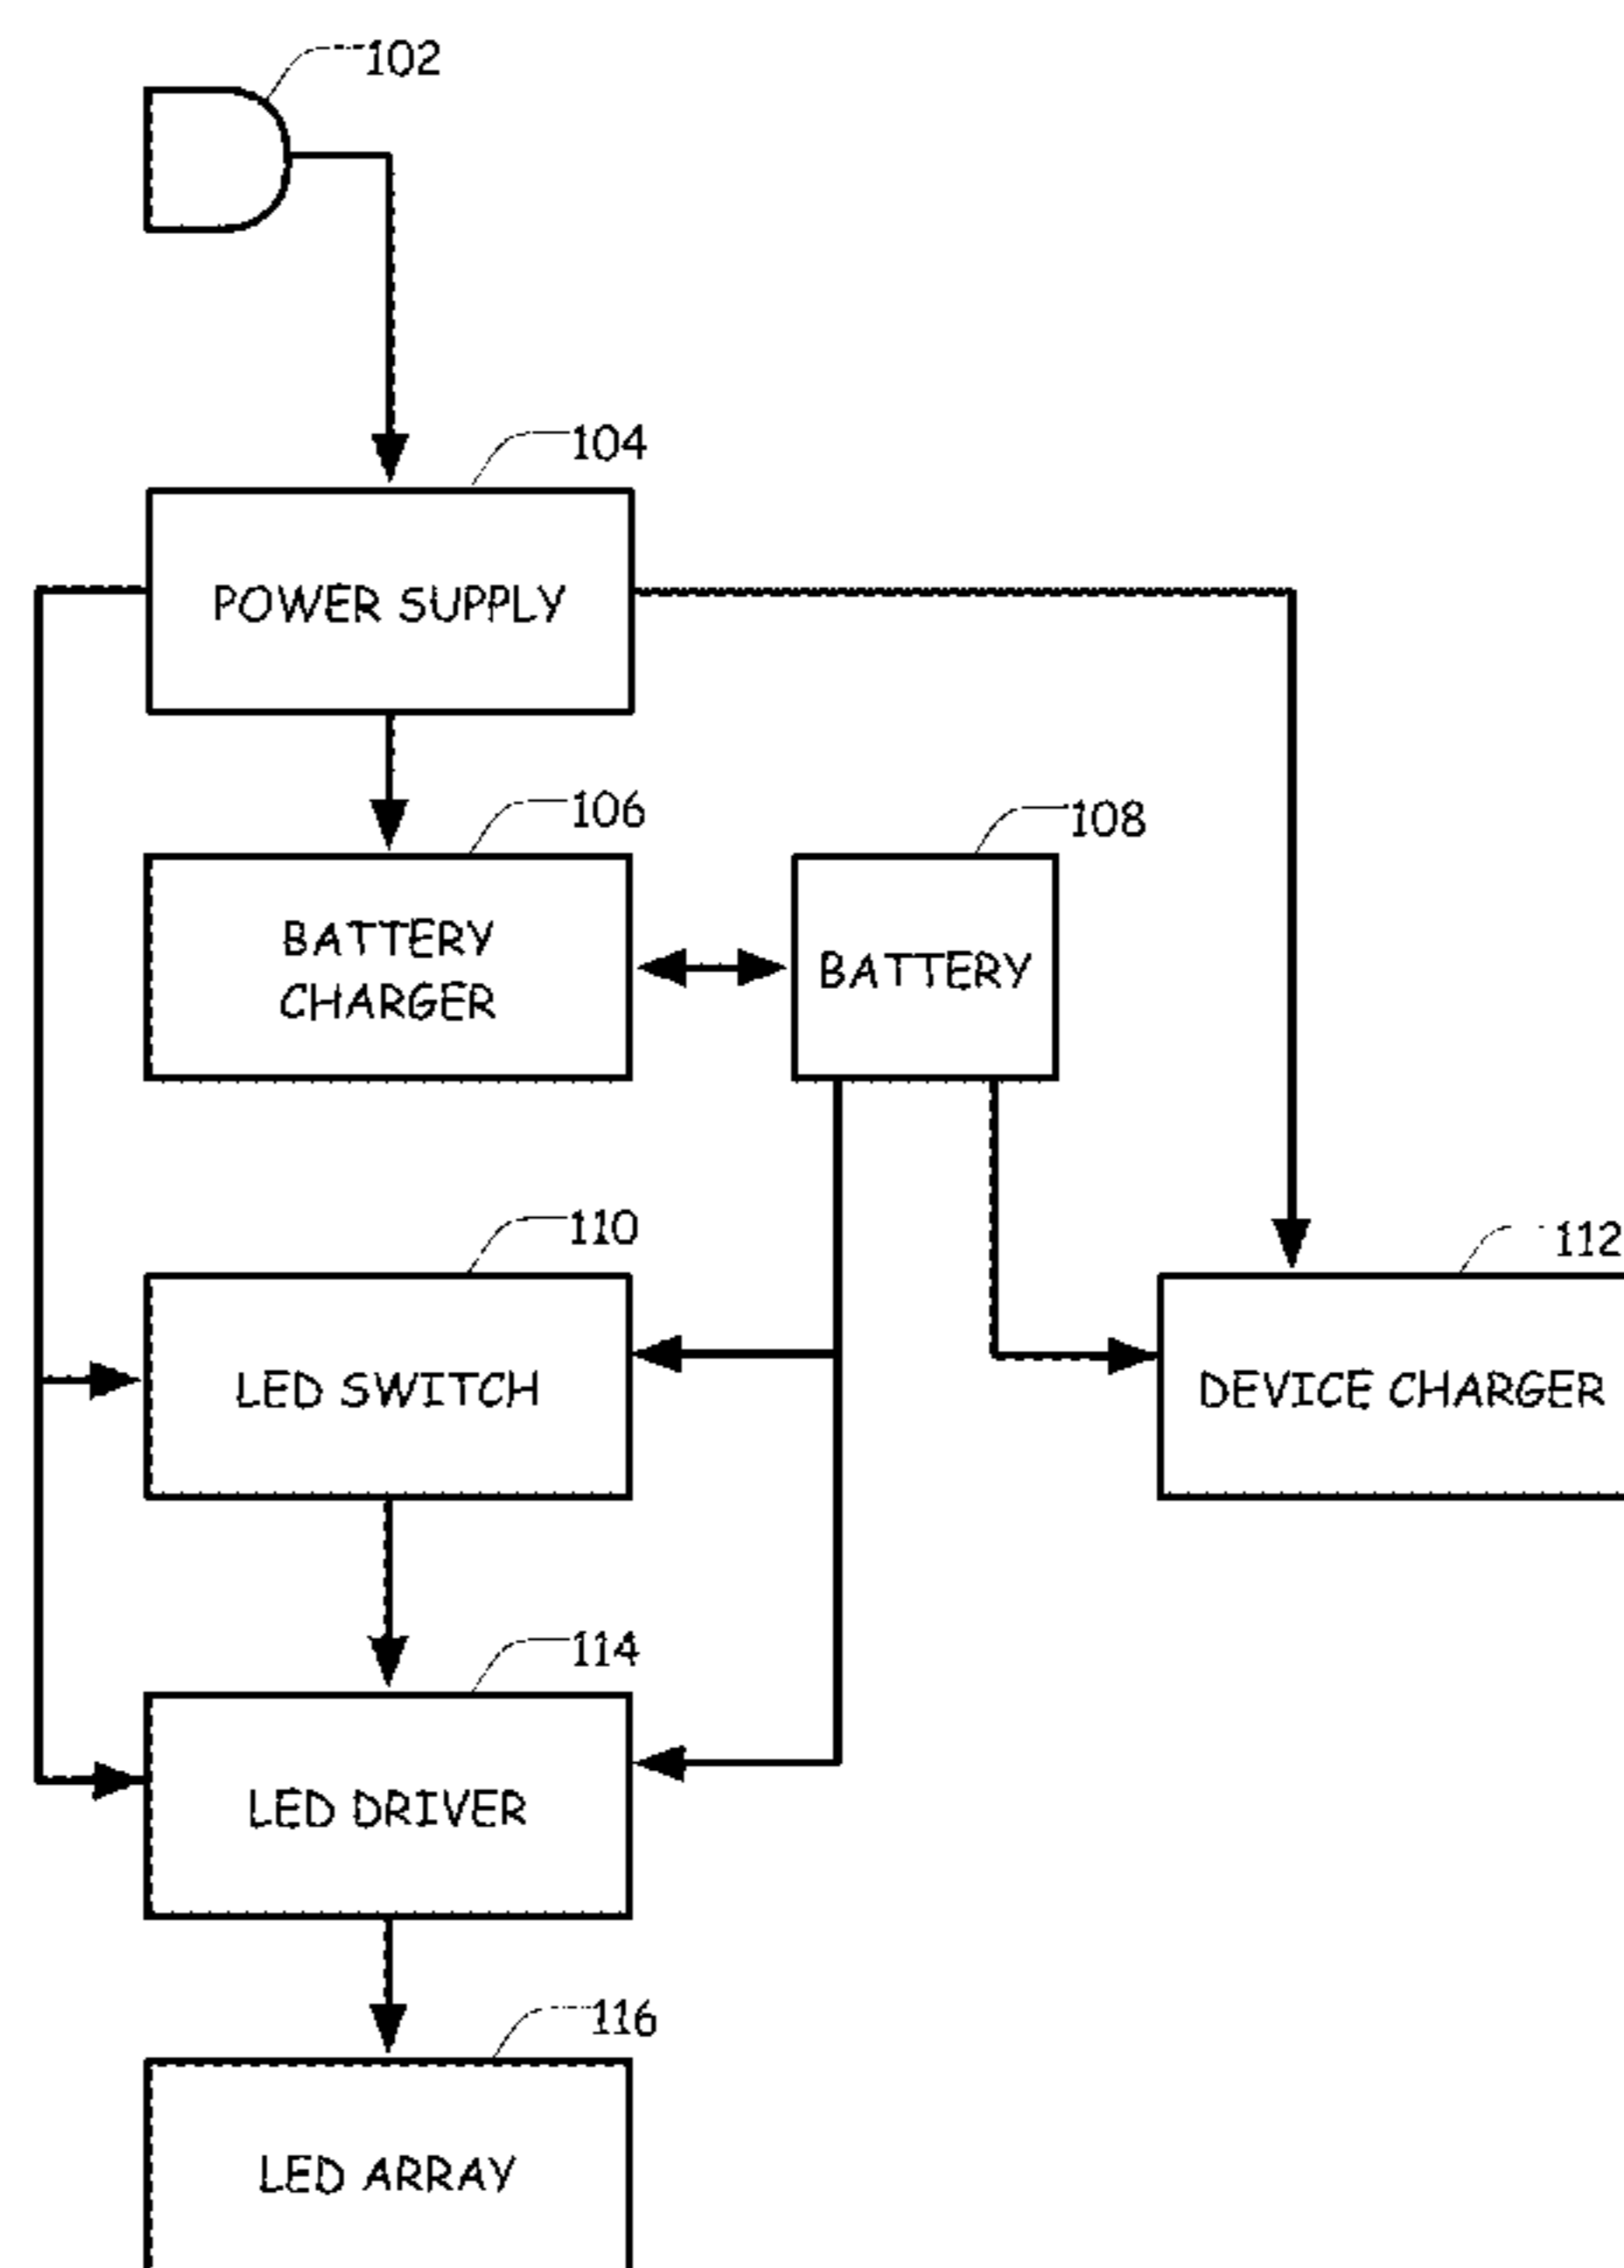 102
104
POWER SUPPLY
106
108
BATTERY
CHARGER
BATTERY
110
112
LED SWITCH
DEVICE CHARGER
114
LED DRIVER
116
LED ARRAY